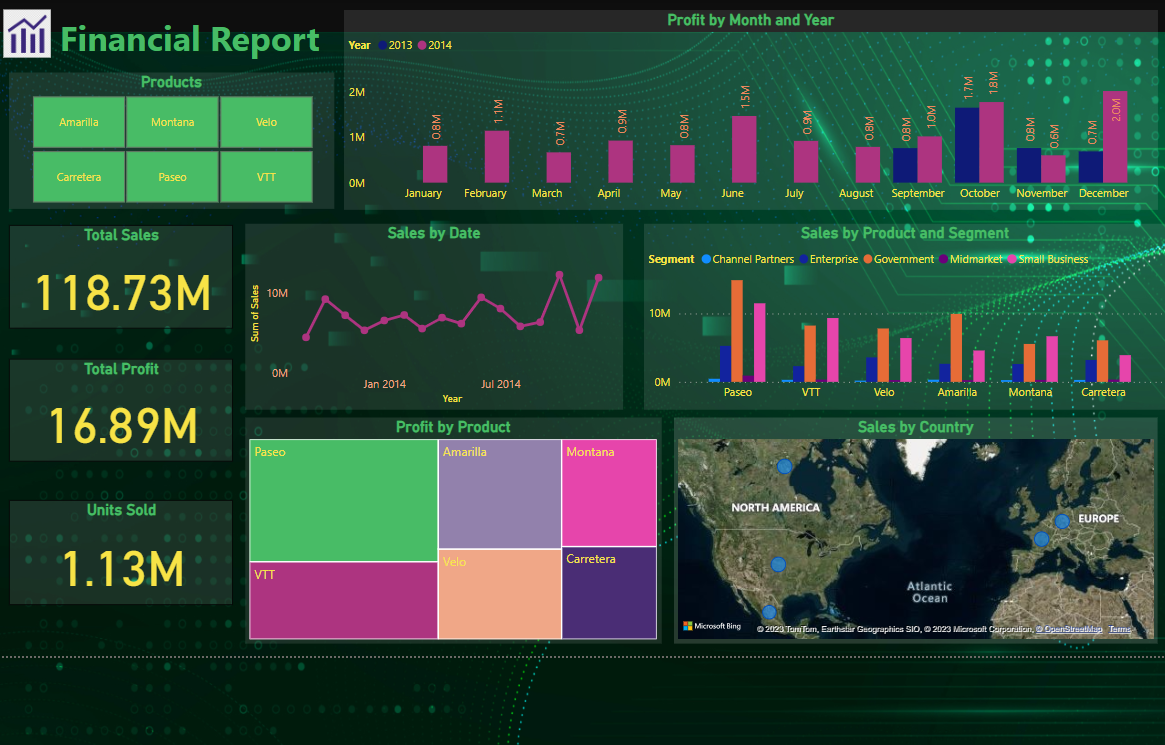 Financial Report
Products
Amarilla Montana Velo
Carretera Paseo VTT
Profit by Month and Year
Year 2013 2014
2M
1M
0M
0.8M 1.1M 0.7M 0.9M 0.8M 1.5M 0.9M 0.8M 0.8M 1.0M 1.7M 1.8M 0.8M 0.6M 0.7M 2.0M
January February March April May June July August September October November December
Total Sales
118.73M
Total Profit
16.89M
Units Sold
1.13M
Sales by Date
Sum of Sales
10M
0M
Jan 2014 Jul 2014
Year
Sales by Product and Segment
Segment Channel Partners Enterprise Government Midmarket Small Business
10M
0M
Paseo VTT Velo Amarilla Montana Carretera
Profit by Product
Paseo
VTT
Amarilla
Velo
Montana
Carretera
Sales by Country
NORTH AMERICA
EUROPE
Atlantic
Ocean
Microsoft Bing
© 2023 TomTom, Earthstar Geographics SIO, © 2023 Microsoft Corporation, © OpenStreetMap Terms